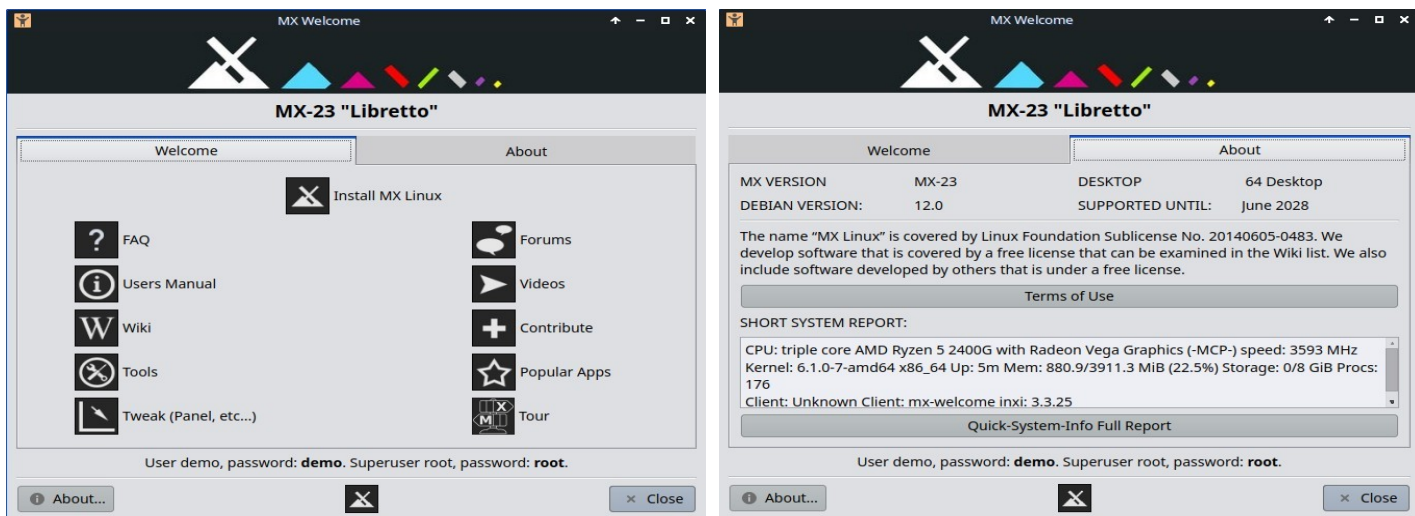 MX Welcome
MX-23 "Libretto"
Welcome About
Install MX Linux
? FAQ Forums
i Users Manual Videos
W Wiki Contribute
Tools Popular Apps
Tweak (Panel, etc...) M X Tour
User demo, password: demo. Superuser root, password: root.
i About... × Close
MX Welcome
MX-23 "Libretto"
Welcome About
MX VERSION MX-23 DESKTOP 64 Desktop
DEBIAN VERSION: 12.0 SUPPORTED UNTIL: June 2028
The name “MX Linux” is covered by Linux Foundation Sublicense No. 20140605-0483. We
develop software that is covered by a free license that can be examined in the Wiki list. We also
include software developed by others that is under a free license.
Terms of Use
SHORT SYSTEM REPORT:
CPU: triple core AMD Ryzen 5 2400G with Radeon Vega Graphics (-MCP-) speed: 3593 MHz
Kernel: 6.1.0-7-amd64 x86_64 Up: 5m Mem: 880.9/3911.3 MiB (22.5%) Storage: 0/8 GiB Procs:
176
Client: Unknown Client: mx-welcome inxi: 3.3.25
Quick-System-Info Full Report
User demo, password: demo. Superuser root, password: root.
i About... × Close